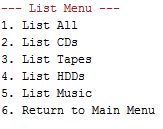 --- List Menu ---
1. List All
2. List CDs
3. List Tapes
4. List HDDs
5. List Music
6. Return to Main Menu